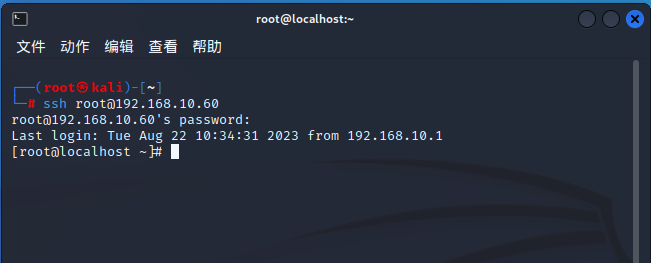 root@localhost:~
文件 动作 编辑 查看 帮助
┌──(root㉿kali)-[~]
└─# ssh root@192.168.10.60
root@192.168.10.60's password:
Last login: Tue Aug 22 10:34:31 2023 from 192.168.10.1
[root@localhost ~]#